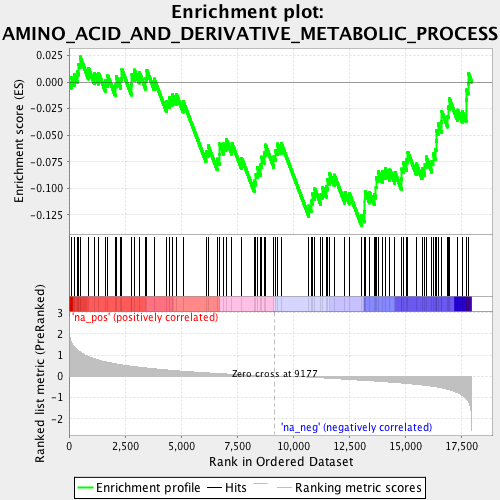 Enrichment plot:
AMINO_ACID_AND_DERIVATIVE_METABOLIC_PROCESS
Enrichment score (ES)
0.025
0.000
-0.025
-0.050
-0.075
-0.100
-0.125
'na_pos' (positively correlated)
Ranked list metric (PreRanked)
3
2
1
0
-1
-2
Zero cross at 9177
'na_neg' (negatively correlated)
0
2,500
5,000
7,500
10,000
12,500
15,000
17,500
Rank in Ordered Dataset
Enrichment profile
Hits
Ranking metric scores